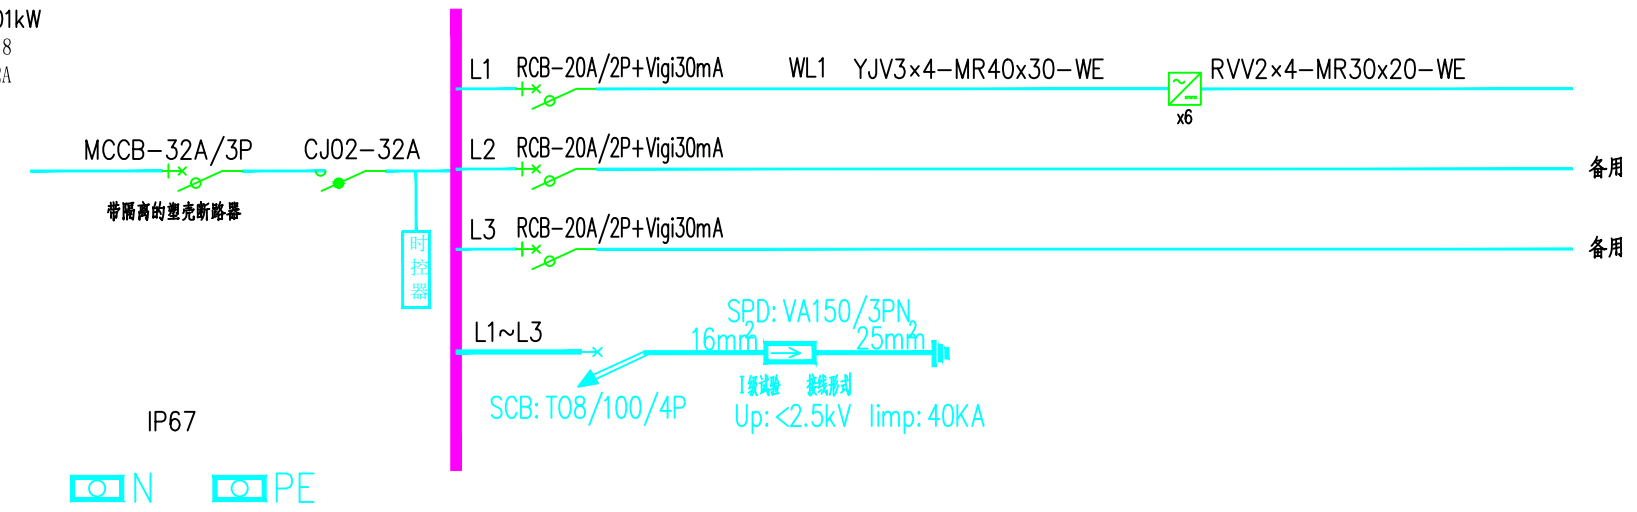 01kW
8
A
L1 RCB-20A/2P+Vigi30mA WL1 YJV3×4-MR40x30-WE RVV2×4-MR30x20-WE
x6
MCCB-32A/3P CJ02-32A L2 RCB-20A/2P+Vigi30mA 备用
带隔离的塑壳断路器
L3 RCB-20A/2P+Vigi30mA 备用
时
控
器
SPD: VA150/3PN
L1~L3 16mm² 25mm²
I级试验 接线形式
SCB: T08/100/4P Up: <2.5kV Iimp: 40KA
IP67
N PE